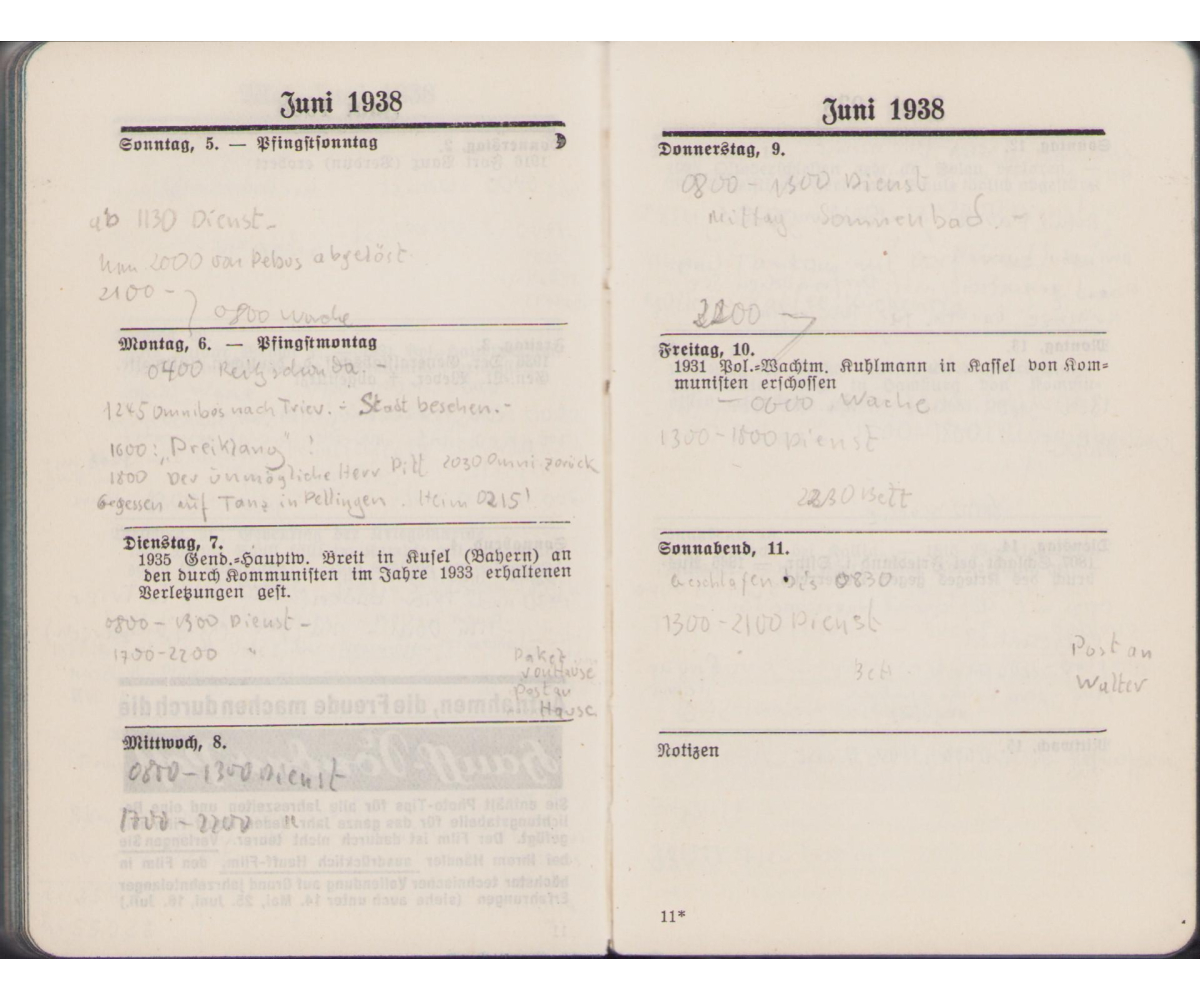 Juni 1938
Sonntag, 5. — Pfingstsonntag
ab 1130 Dienst -
2000 von abgelöst
2100 -
0800 Wache
Montag, 6. — Pfingstmontag
0400
1245 Omnibus nach Trier. - Stadt besehen. -
1600: „Dreiklang" !
1800 Der unmögliche Herr Pitt 2030 Omni zurück
Gegessen auf Tanz in Pellingen. Heim 0215!
Dienstag, 7.
1935 Gend.=Hauptw. Breit in Kusel (Bayern) an
den durch Kommunisten im Jahre 1933 erhaltenen
Verletzungen gest.
0800 - 1300 Dienst -
1700-2200 "
Paket
von Hause
Post an
Hause
Mittwoch, 8.
0800 - 1300 Dienst
1700 - 2200 "
Juni 1938
Donnerstag, 9.
0800 - 1300 Dienst
Mittag Sonnenbad. -
2200 -
Freitag, 10.
1931 Pol.=Wachtm. Kuhlmann in Kassel von Kom=
munisten erschossen
- 0600 Wache
1300 - 1800 Dienst
2230 Bett
Sonnabend, 11.
Geschlafen bis 0830
1300 - 2100 Dienst
Bett
Post an
Walter
Notizen
11*